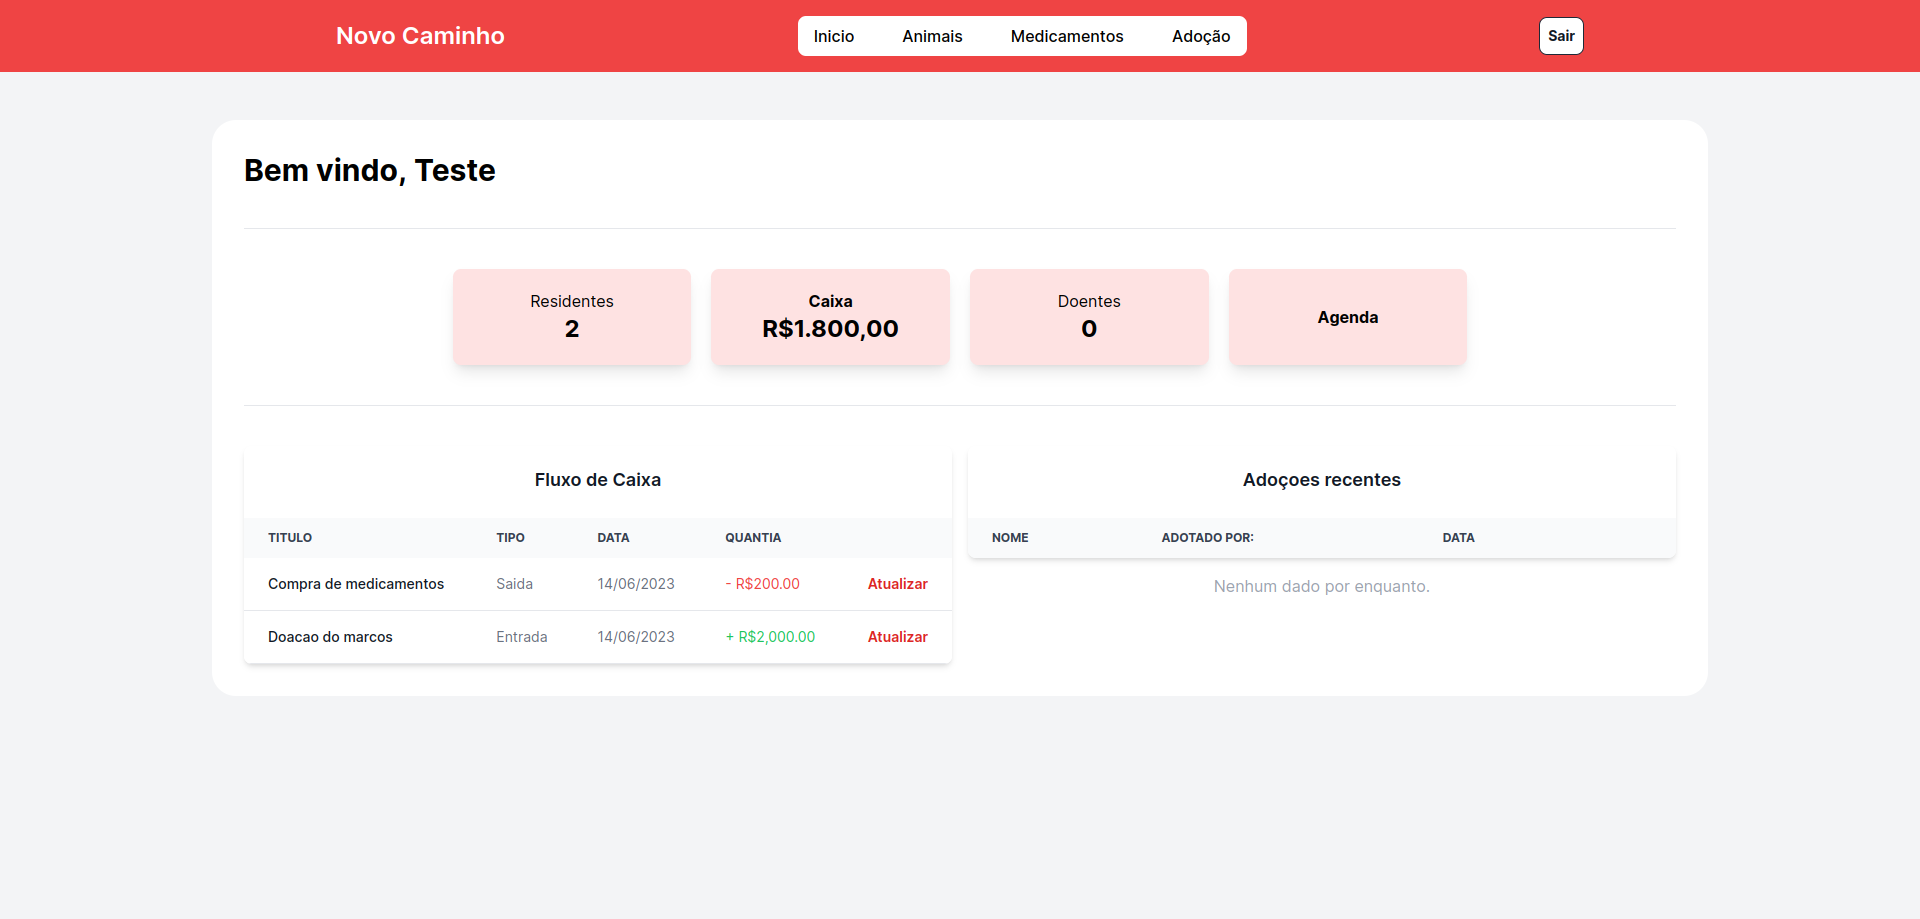 Novo Caminho
Inicio Animais Medicamentos Adoção
Sair
Bem vindo, Teste
Residentes
2
Caixa
R$1.800,00
Doentes
0
Agenda
Fluxo de Caixa
TITULO TIPO DATA QUANTIA
Compra de medicamentos Saida 14/06/2023 - R$200.00 Atualizar
Doacao do marcos Entrada 14/06/2023 + R$2,000.00 Atualizar
Adoçoes recentes
NOME ADOTADO POR: DATA
Nenhum dado por enquanto.